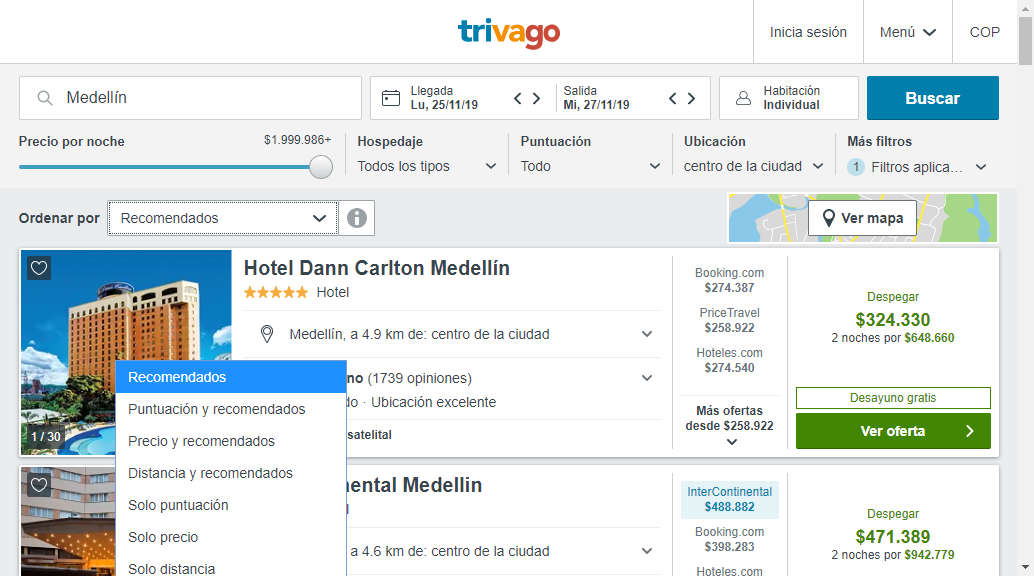 trivago
Inicia sesión
Menú
COP
Medellín
Llegada
Lu, 25/11/19
Salida
Mi, 27/11/19
Habitación
Individual
Buscar
Precio por noche
$1.999.986+
Hospedaje
Todos los tipos
Puntuación
Todo
Ubicación
centro de la ciudad
Más filtros
1 Filtros aplica...
Ordenar por
Recomendados
Ver mapa
Hotel Dann Carlton Medellín
Hotel
Medellín, a 4.9 km de: centro de la ciudad
no (1739 opiniones)
do · Ubicación excelente
satelital
1 / 30
Booking.com
$274.387
PriceTravel
$258.922
Hoteles.com
$274.540
Más ofertas
desde $258.922
Despegar
$324.330
2 noches por $648.660
Desayuno gratis
Ver oferta
Recomendados
Puntuación y recomendados
Precio y recomendados
Distancia y recomendados
Solo puntuación
Solo precio
Solo distancia
nental Medellin
a 4.6 km de: centro de la ciudad
InterContinental
$488.882
Booking.com
$398.283
Hoteles.com
Despegar
$471.389
2 noches por $942.779